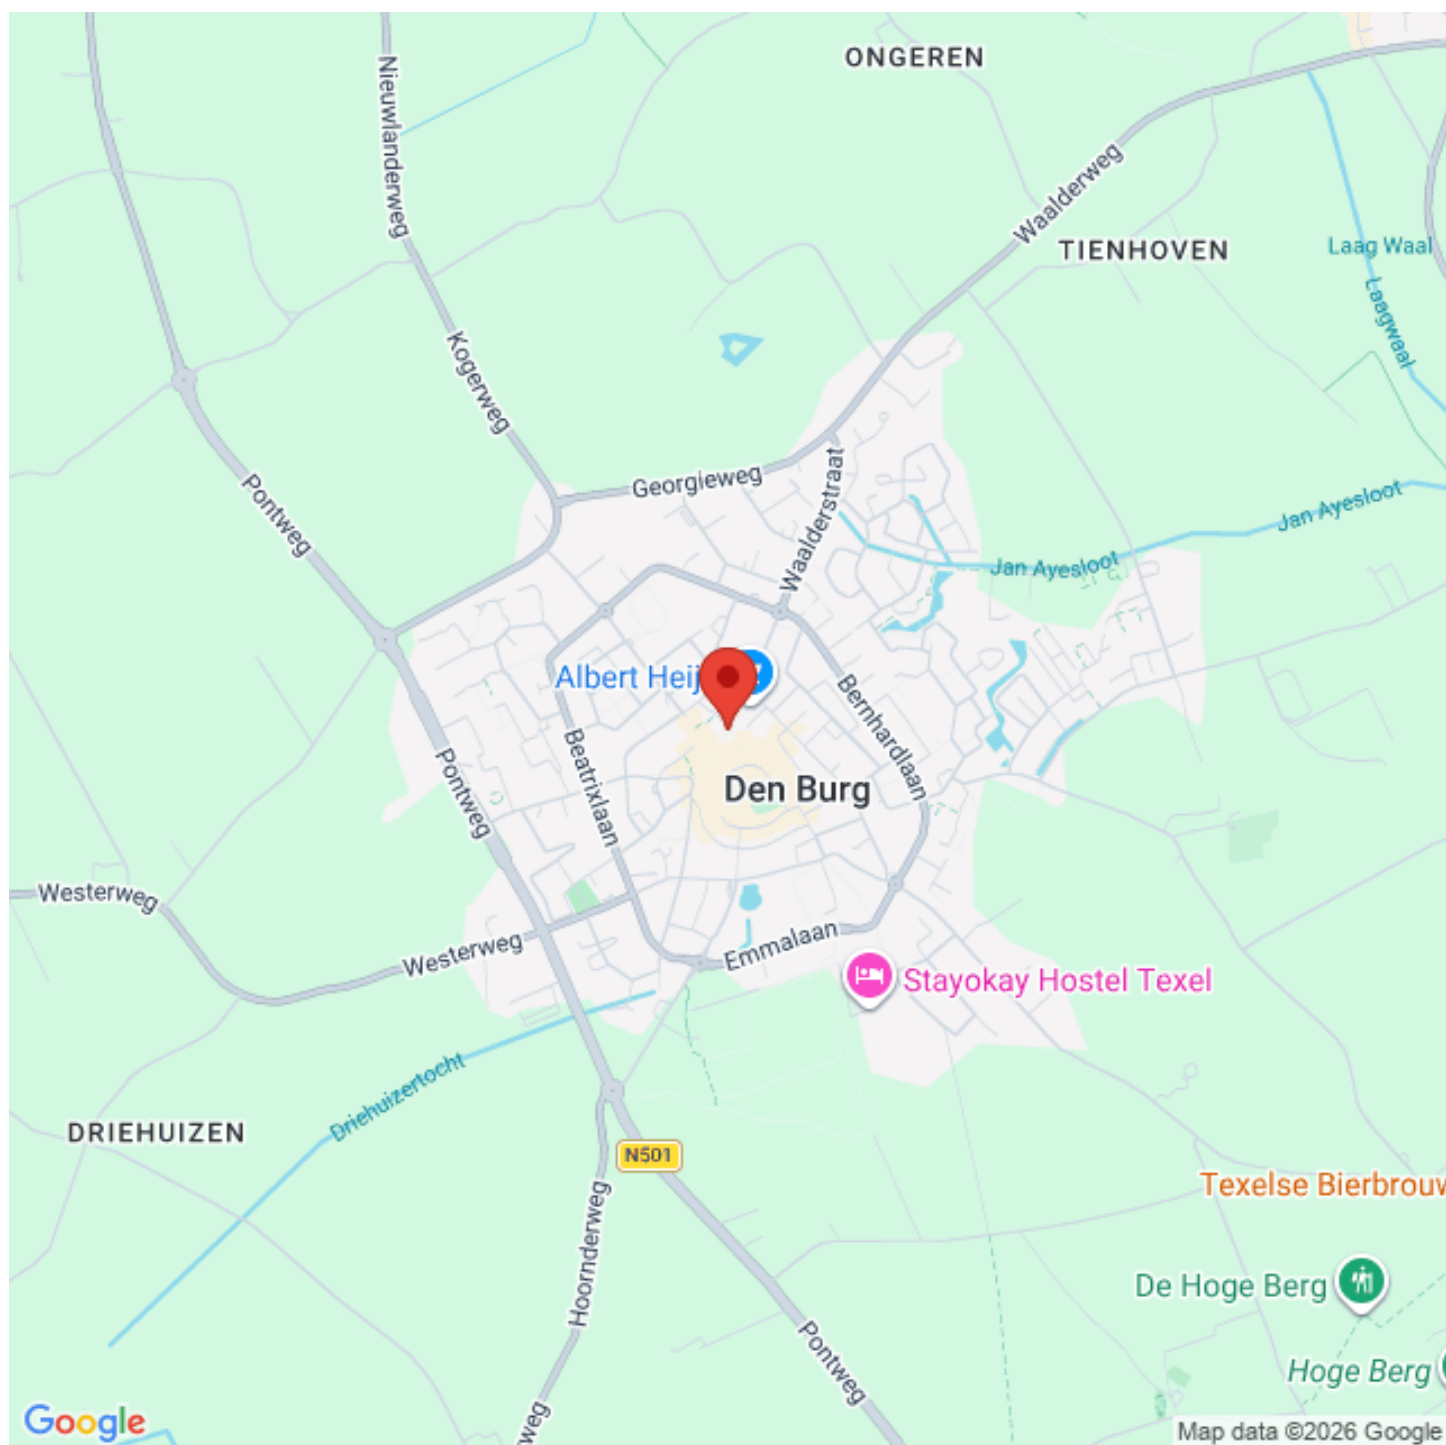 ONGEREN
Nieuwlanderweg
Waalderweg
TIENHOVEN
Laag Waal
Laagwaal
Kogerweg
Georgieweg
Waalderstraat
Pontweg
Jan Ayesloot
Jan Ayesloot
Albert Heij
Bernhardlaan
Beatrixlaan
Pontweg
Den Burg
Westerweg
Westerweg
Emmalaan
Stayokay Hostel Texel
Driehuizertocht
DRIEHUIZEN
N501
Texelse Bierbrouw
Hoornderweg
De Hoge Berg
Pontweg
Hoge Berg
weg
Google
Map data ©2026 Google